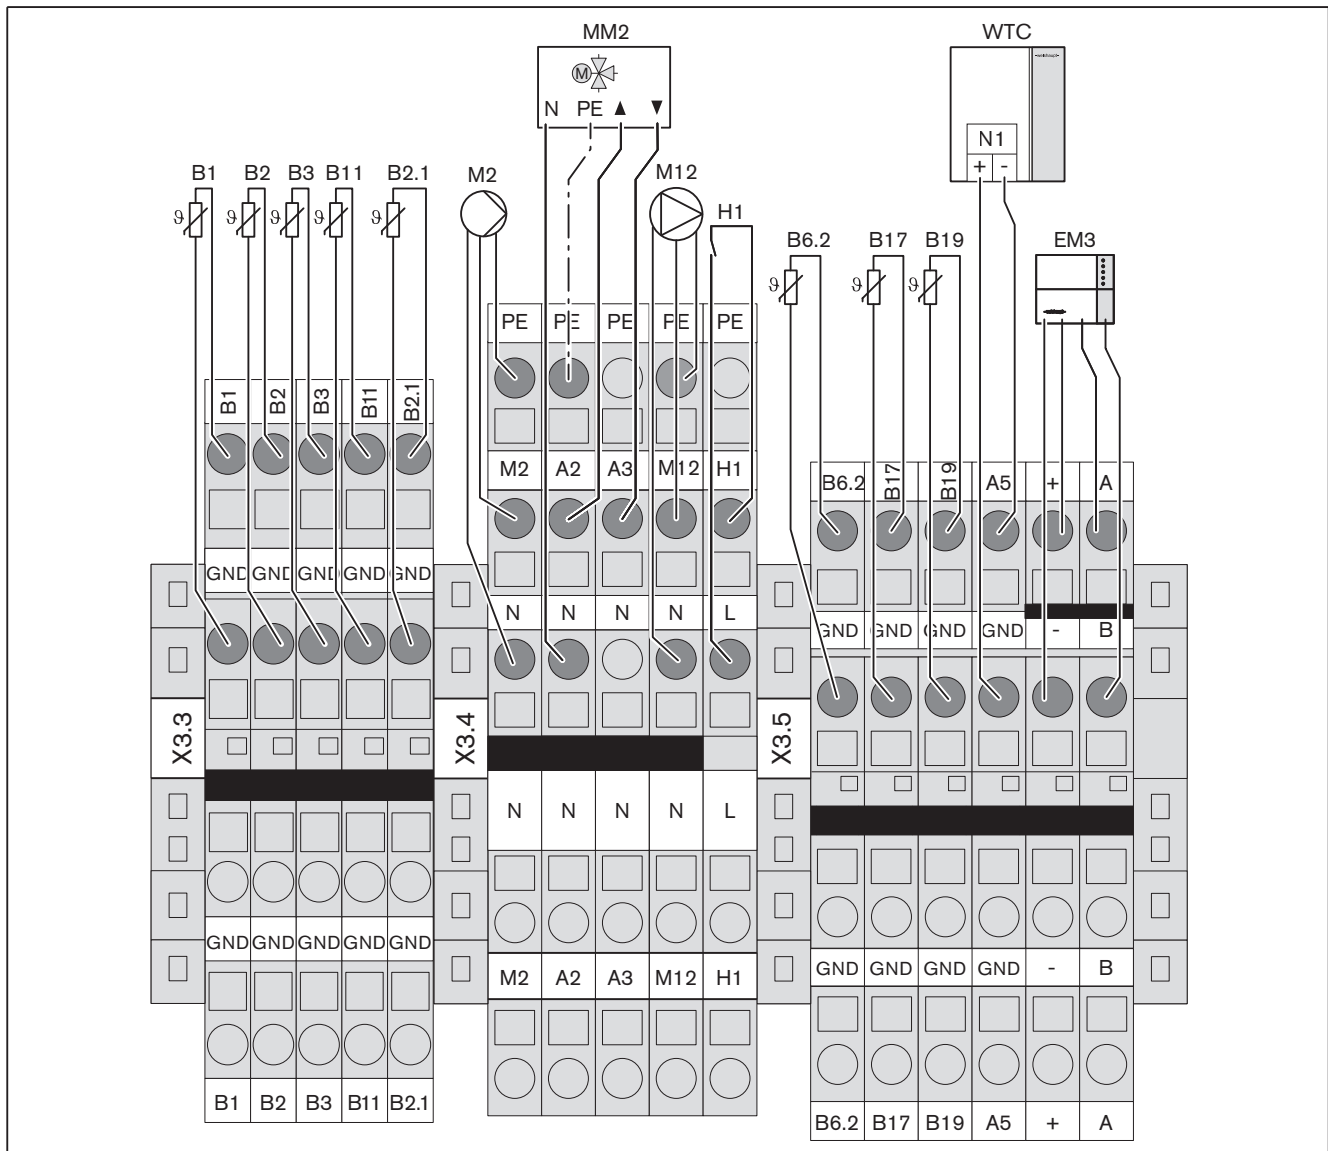 MM2 WTC
M
N PE ▲ ▼
N1
+ -
B1 B2 B3 B11 B2.1 M2 M12
H1
B6.2 B17 B19 EM3
ϑ ϑ ϑ ϑ ϑ
ϑ ϑ ϑ
PE PE PE PE PE
B1 B2 B3 B11 B2.1
M2 A2 A3 M12 H1
B6.2 B17 B19 A5 + A
GND GND GND GND GND
N N N N L
GND GND GND GND - B
X3.3 X3.4 X3.5
N N N N L
GND GND GND GND GND
M2 A2 A3 M12 H1
GND GND GND GND - B
B1 B2 B3 B11 B2.1
B6.2 B17 B19 A5 + A